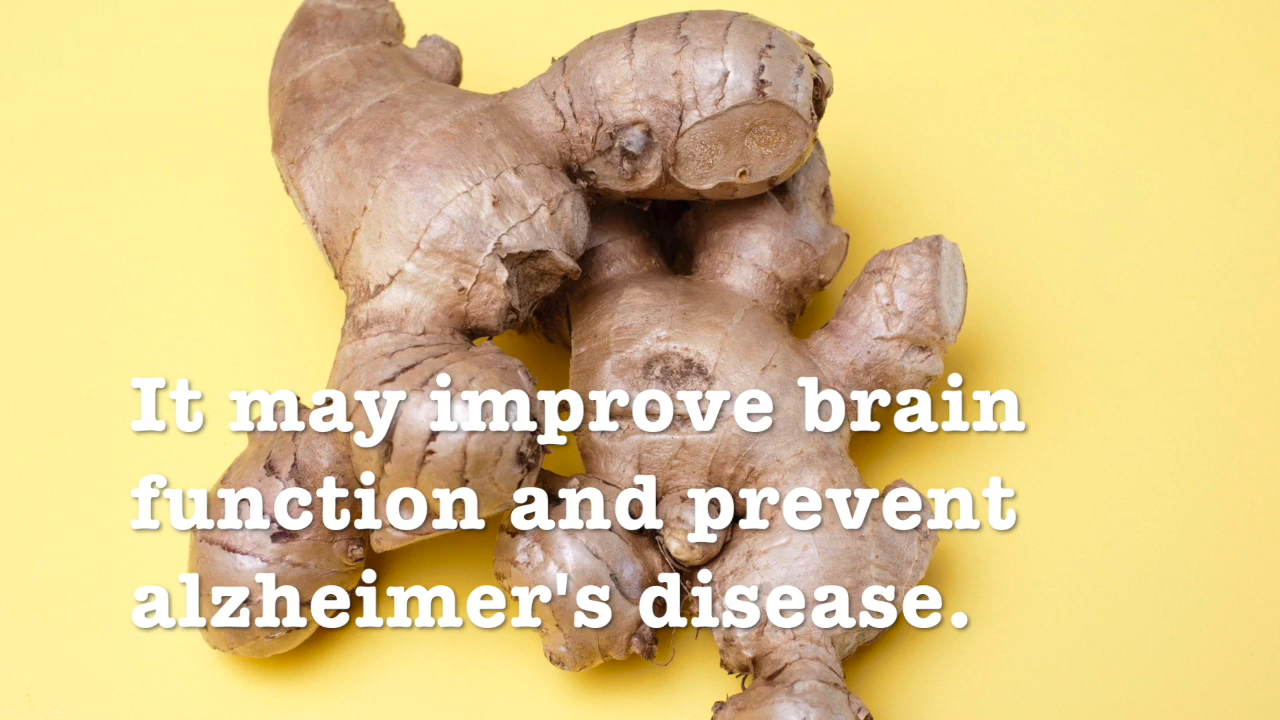 It may improve brain
function and prevent
alzheimer's disease.